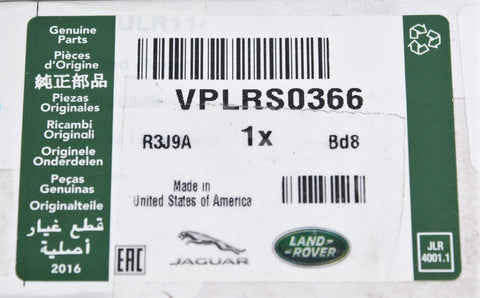 Genuine
Parts
Pièces
d'Origine
純正部品
Piezas
Originales
Ricambi
Originali
Originele
Onderdelen
Peças
Genuinas
Originalteile
قطع غيار
أصلية
2016
VPLRS0366
R3J9A
1x
Bd8
Made in
United States of America
EAC
JAGUAR
LAND
ROVER
JLR
4001.1